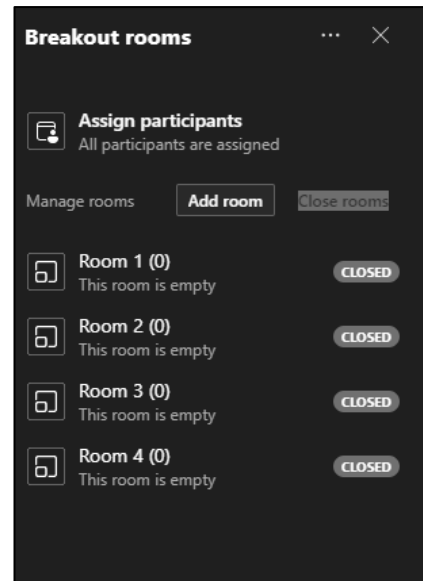 Breakout rooms
Assign participants
All participants are assigned
Manage rooms Add room Close rooms
Room 1 (0)
This room is empty
CLOSED
Room 2 (0)
This room is empty
CLOSED
Room 3 (0)
This room is empty
CLOSED
Room 4 (0)
This room is empty
CLOSED